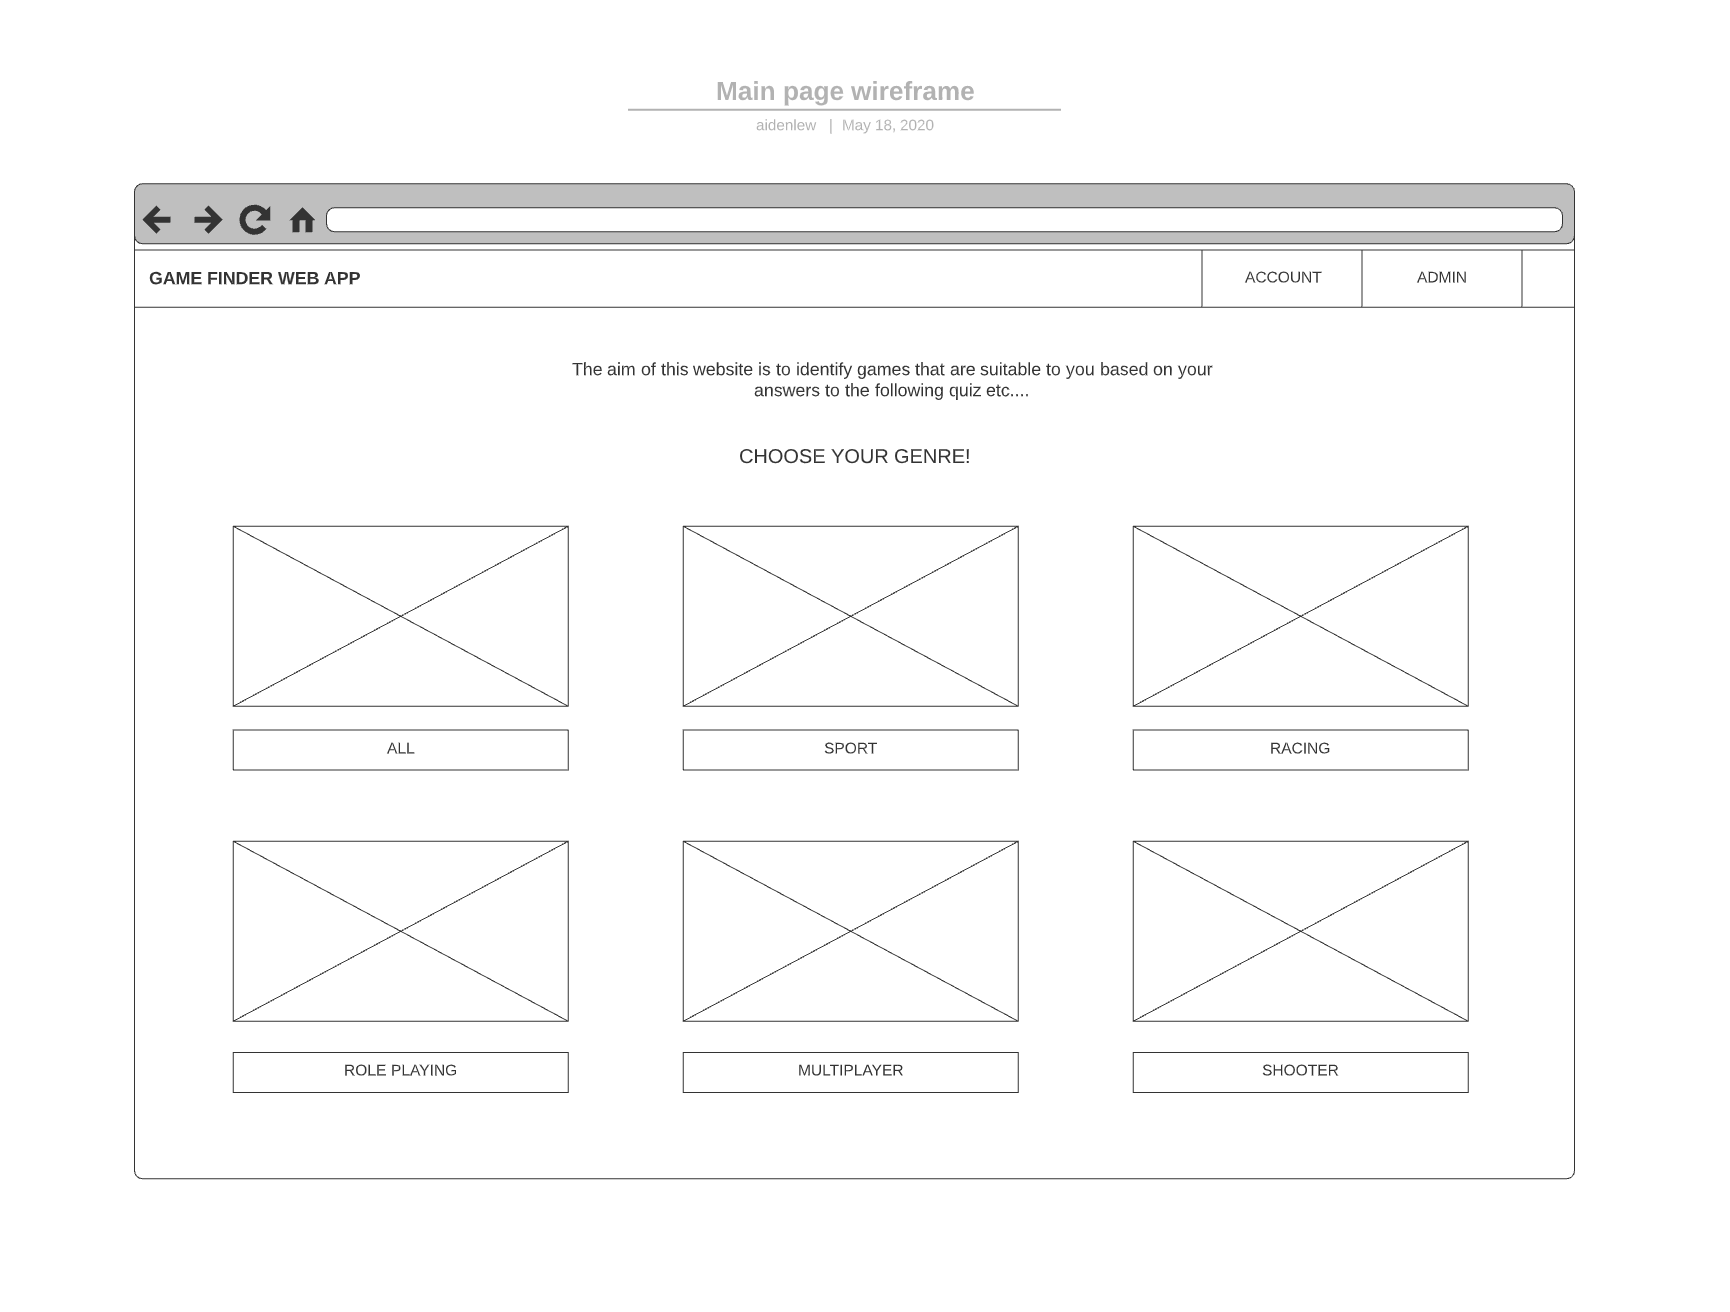 Main page wireframe
aidenlew | May 18, 2020
GAME FINDER WEB APP
ACCOUNT
ADMIN
The aim of this website is to identify games that are suitable to you based on your
answers to the following quiz etc....
CHOOSE YOUR GENRE!
ALL
SPORT
RACING
ROLE PLAYING
MULTIPLAYER
SHOOTER